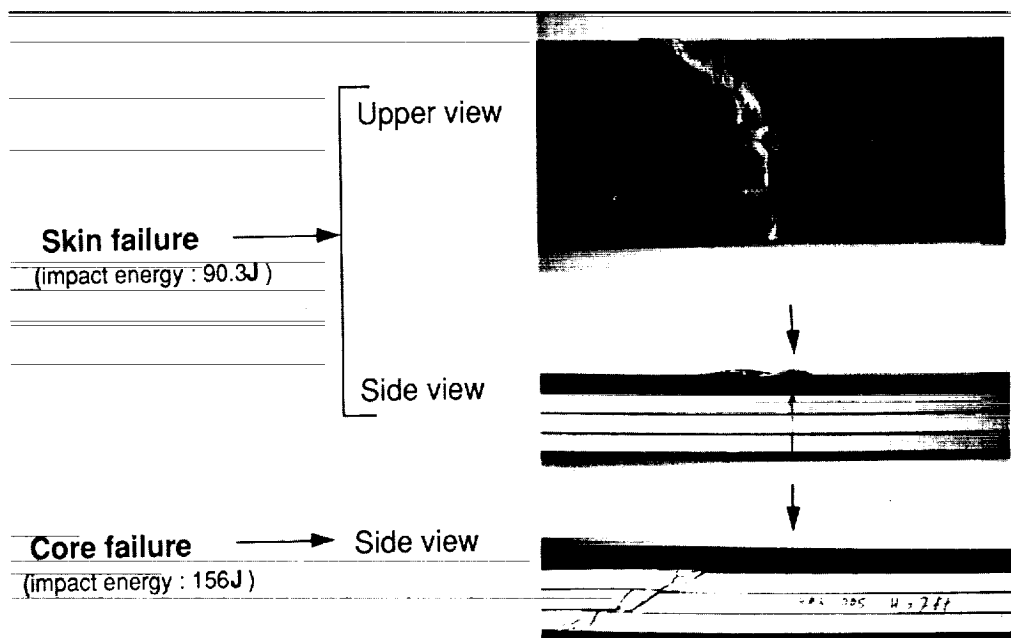 Upper view
Skin failure
(impact energy : 90.3J )
Side view
Core failure
Side view
(impact energy : 156J )